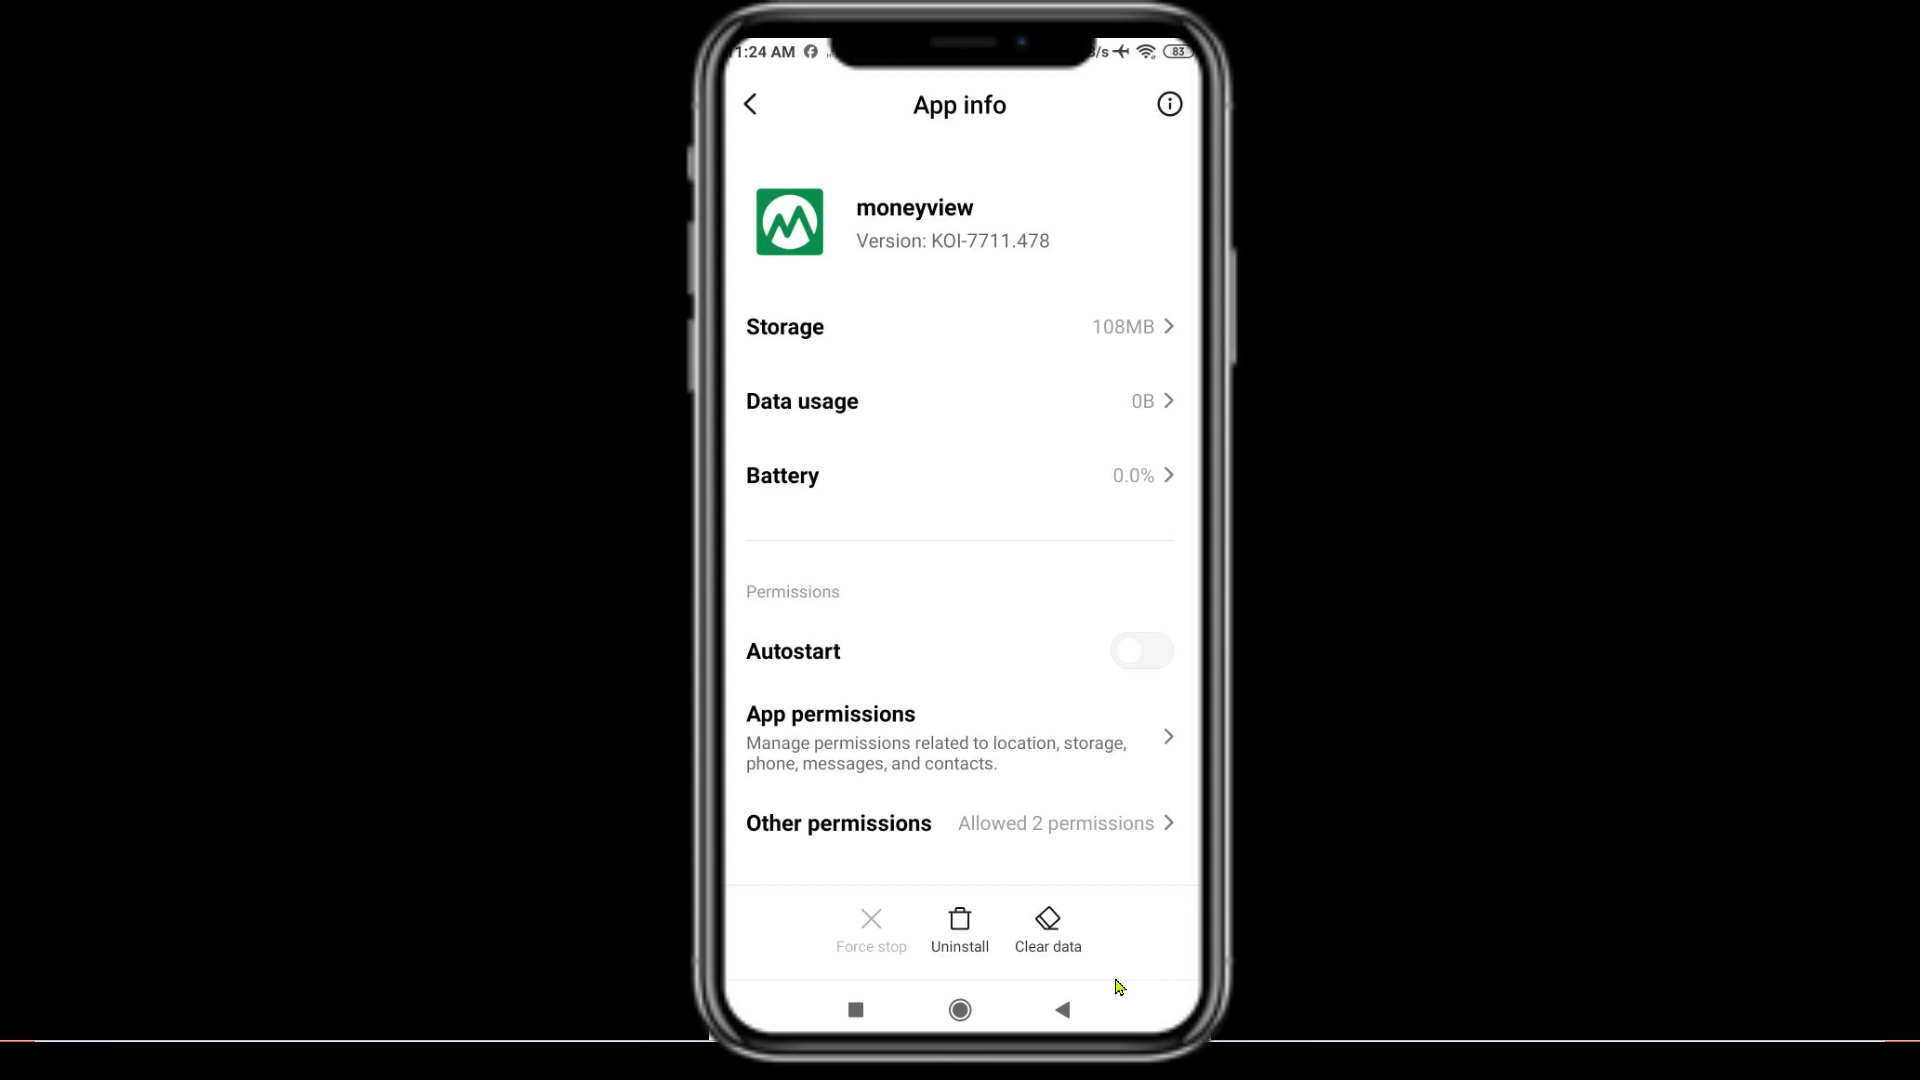 1:24 AM
/s
83
App info
moneyview
Version: KOI-7711.478
Storage 108MB
Data usage 0B
Battery 0.0%
Permissions
Autostart
App permissions
Manage permissions related to location, storage,
phone, messages, and contacts.
Other permissions Allowed 2 permissions
Force stop Uninstall Clear data